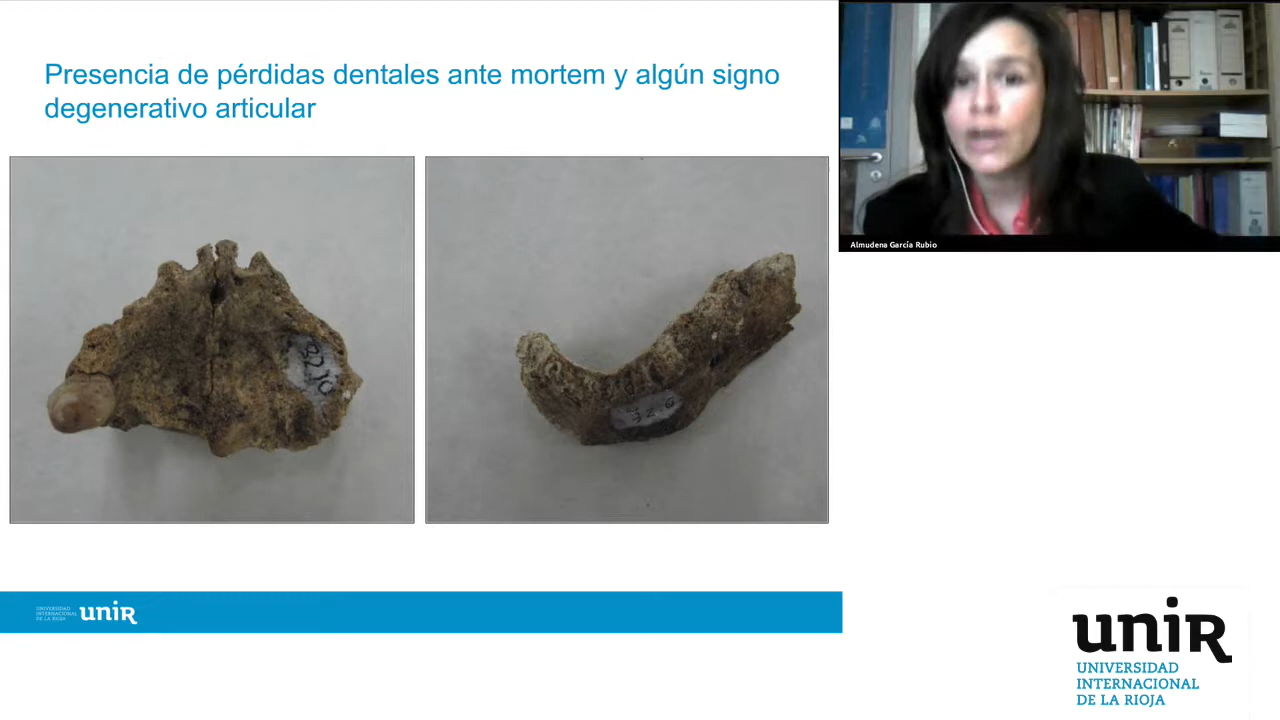 Presencia de pérdidas dentales ante mortem y algún signo
degenerativo articular
Almudena García Rubio
UNIVERSIDAD
INTERNACIONAL
DE LA RIOJA
unir
unir
UNIVERSIDAD
INTERNACIONAL
DE LA RIOJA